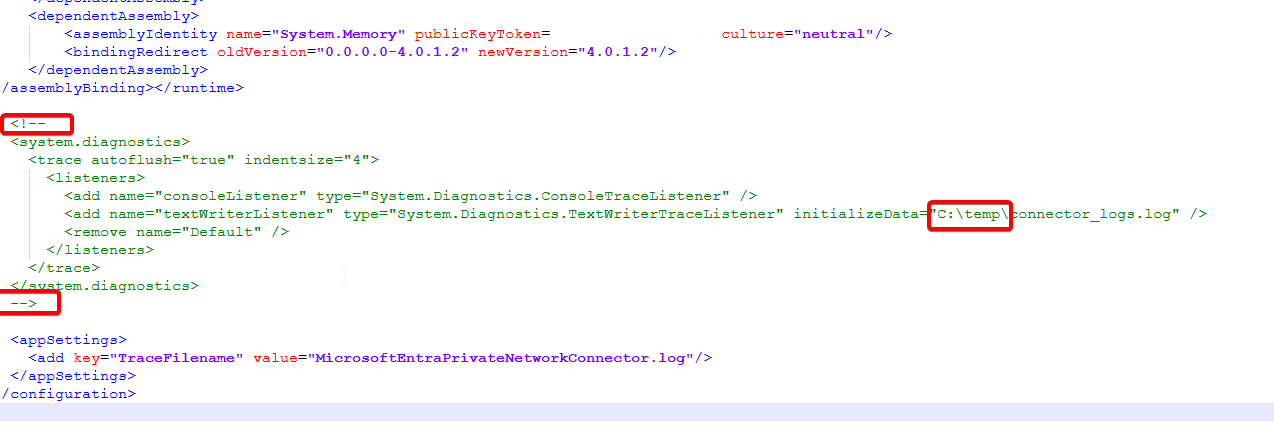 <dependentAssembly>
<assemblyIdentity name="System.Memory" publicKeyToken= culture="neutral"/>
<bindingRedirect oldVersion="0.0.0.0-4.0.1.2" newVersion="4.0.1.2"/>
</dependentAssembly>
/assemblyBinding></runtime>
<!--
<system.diagnostics>
<trace autoflush="true" indentsize="4">
<listeners>
<add name="consoleListener" type="System.Diagnostics.ConsoleTraceListener" />
<add name="textWriterListener" type="System.Diagnostics.TextWriterTraceListener" initializeData="C:\temp\connector_logs.log" />
<remove name="Default" />
</listeners>
</trace>
</system.diagnostics>
-->
<appSettings>
<add key="TraceFilename" value="MicrosoftEntraPrivateNetworkConnector.log"/>
</appSettings>
/configuration>